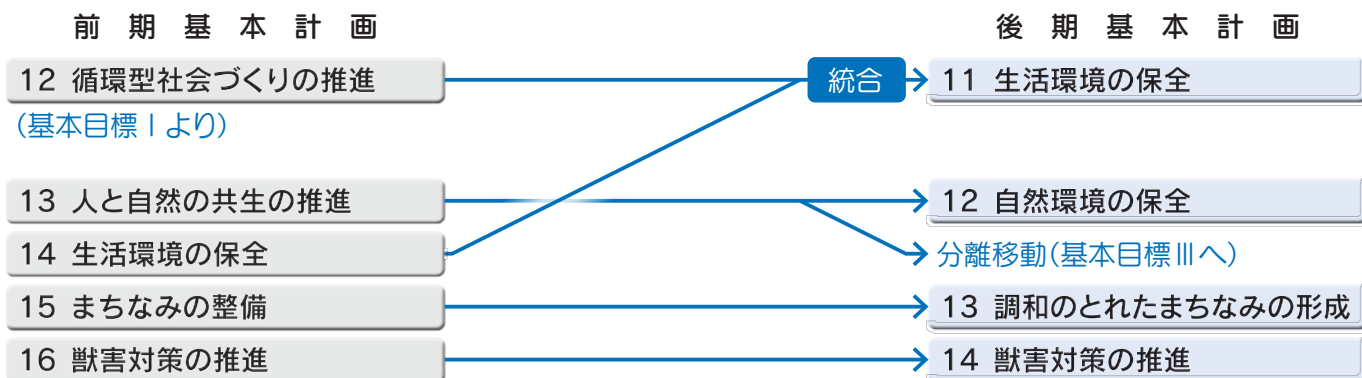 前期基本計画
後期基本計画
12 循環型社会づくりの推進
統合
11 生活環境の保全
(基本目標Ⅰより)
13 人と自然の共生の推進
12 自然環境の保全
14 生活環境の保全
分離移動(基本目標Ⅲへ)
15 まちなみの整備
13 調和のとれたまちなみの形成
16 獣害対策の推進
14 獣害対策の推進